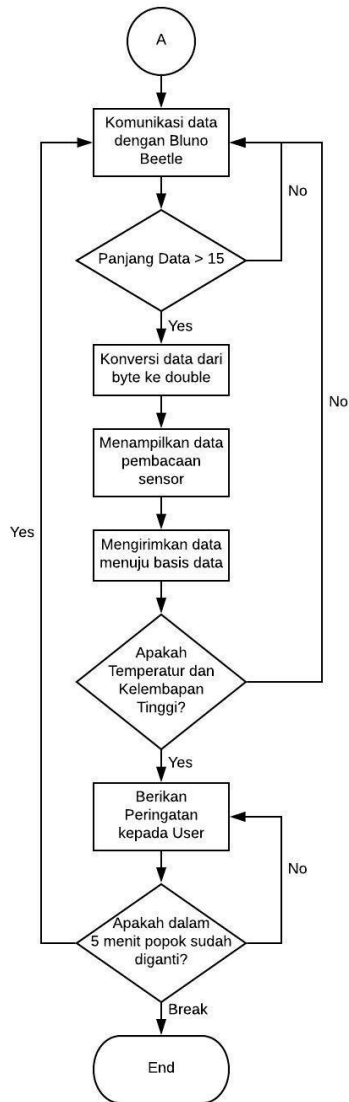 A
Komunikasi data
dengan Bluno
Beetle
No
Panjang Data > 15
Yes
Konversi data dari
byte ke double
No
Menampilkan data
pembacaan
sensor
Yes
Mengirimkan data
menuju basis data
Apakah
Temperatur dan
Kelembapan
Tinggi?
Yes
Berikan
Peringatan
kepada User
No
Apakah dalam
5 menit popok sudah
diganti?
Break
End